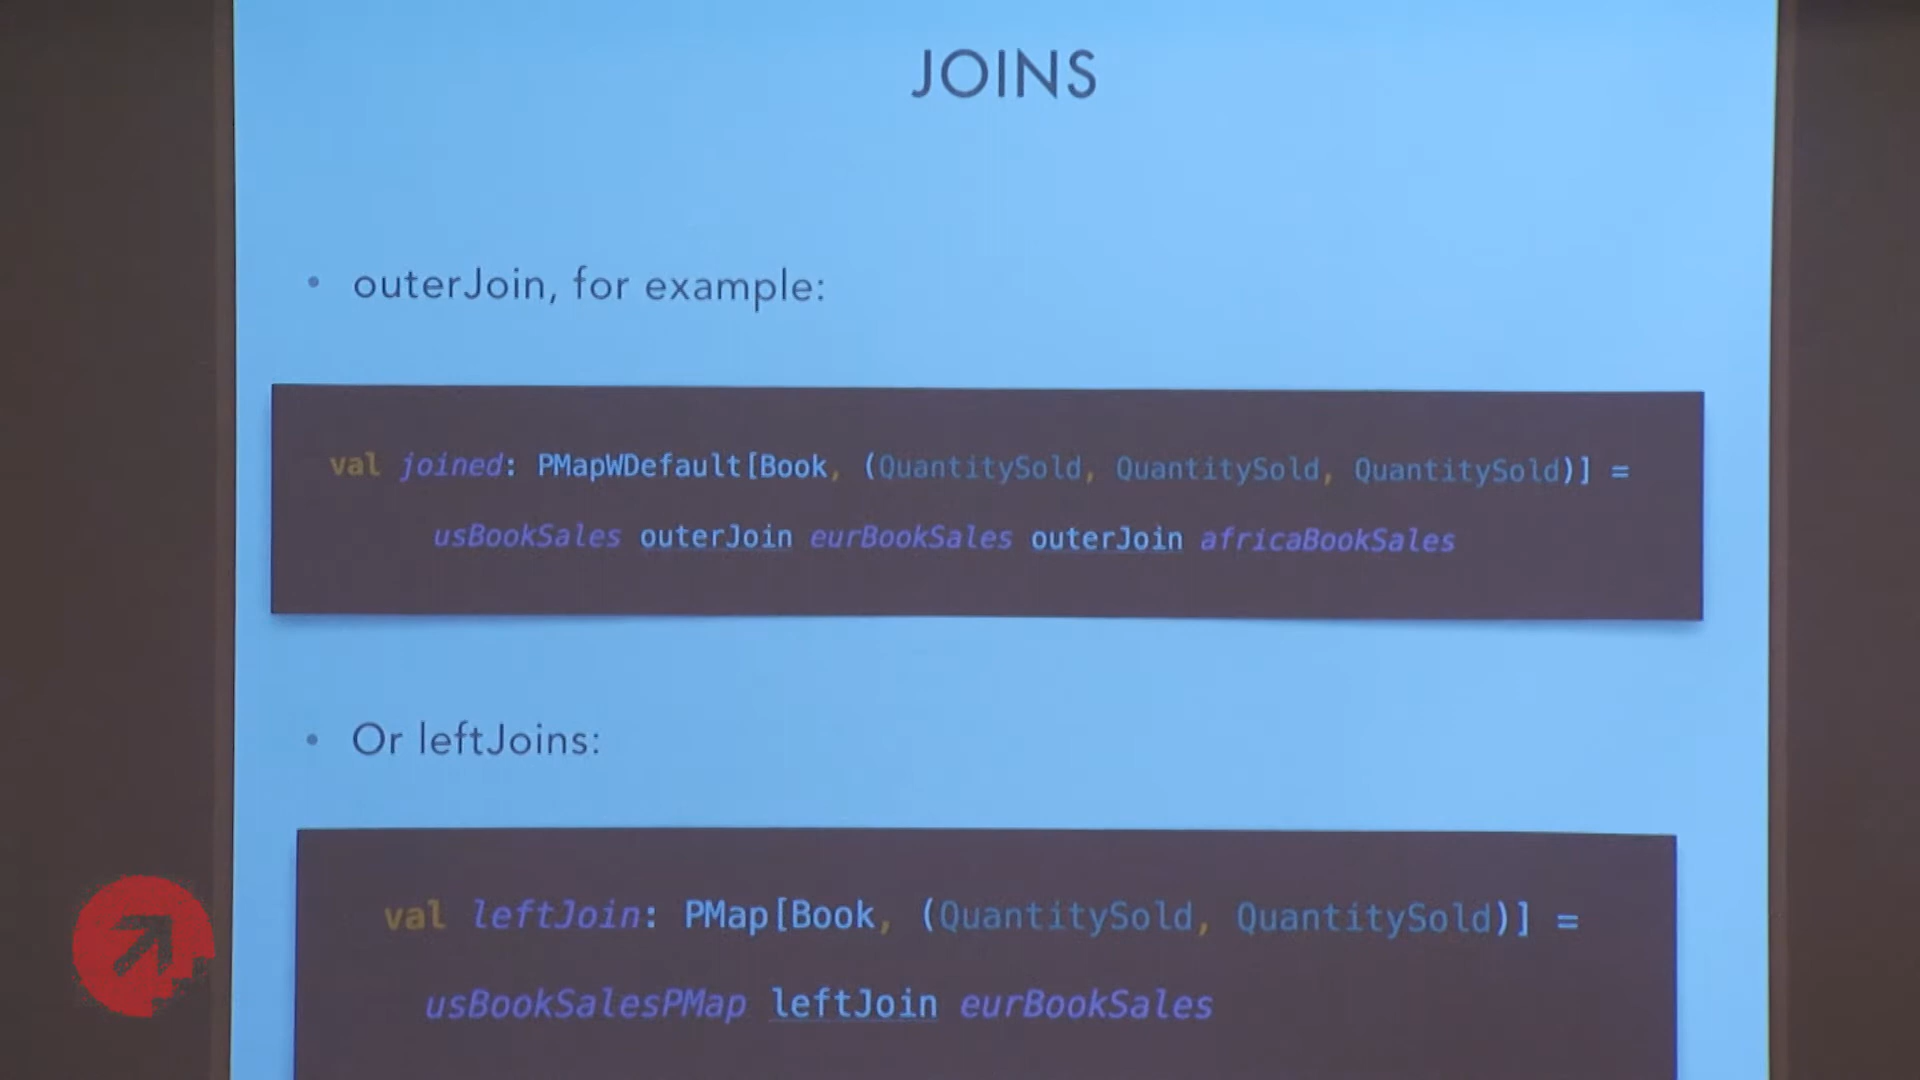 JOINS
• outerJoin, for example:
val joined: PMapWDefault[Book, (QuantitySold, QuantitySold, QuantitySold)] =
usBookSales outerJoin eurBookSales outerJoin africaBookSales
• Or leftJoins:
val leftJoin: PMap[Book, (QuantitySold, QuantitySold)] =
usBookSalesPMap leftJoin eurBookSales